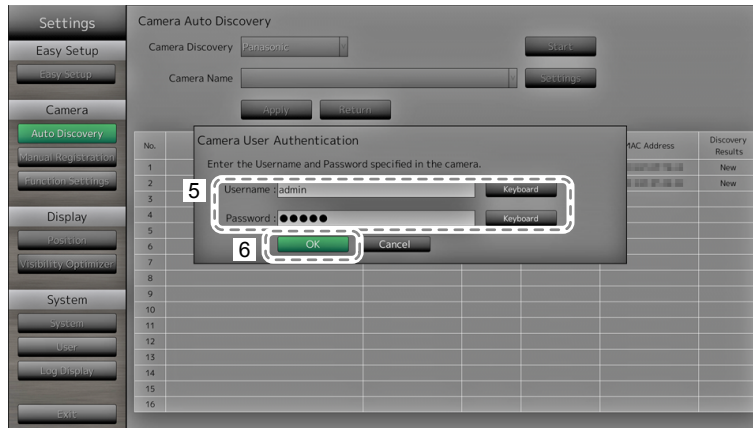 Settings
Easy Setup
Easy Setup
Camera
Auto Discovery
Manual Registration
Function Settings
Display
Position
Visibility Optimizer
System
System
User
Log Display
Exit
Camera Auto Discovery
Camera Discovery Panasonic Start
Camera Name Settings
Apply Return
No. MAC Address Discovery Results
1 New
2 New
3
4
5
6
7
8
9
10
11
12
13
14
15
16
Camera User Authentication
Enter the Username and Password specified in the camera.
5
Username : admin Keyboard
Password : ●●●●● Keyboard
6
OK Cancel